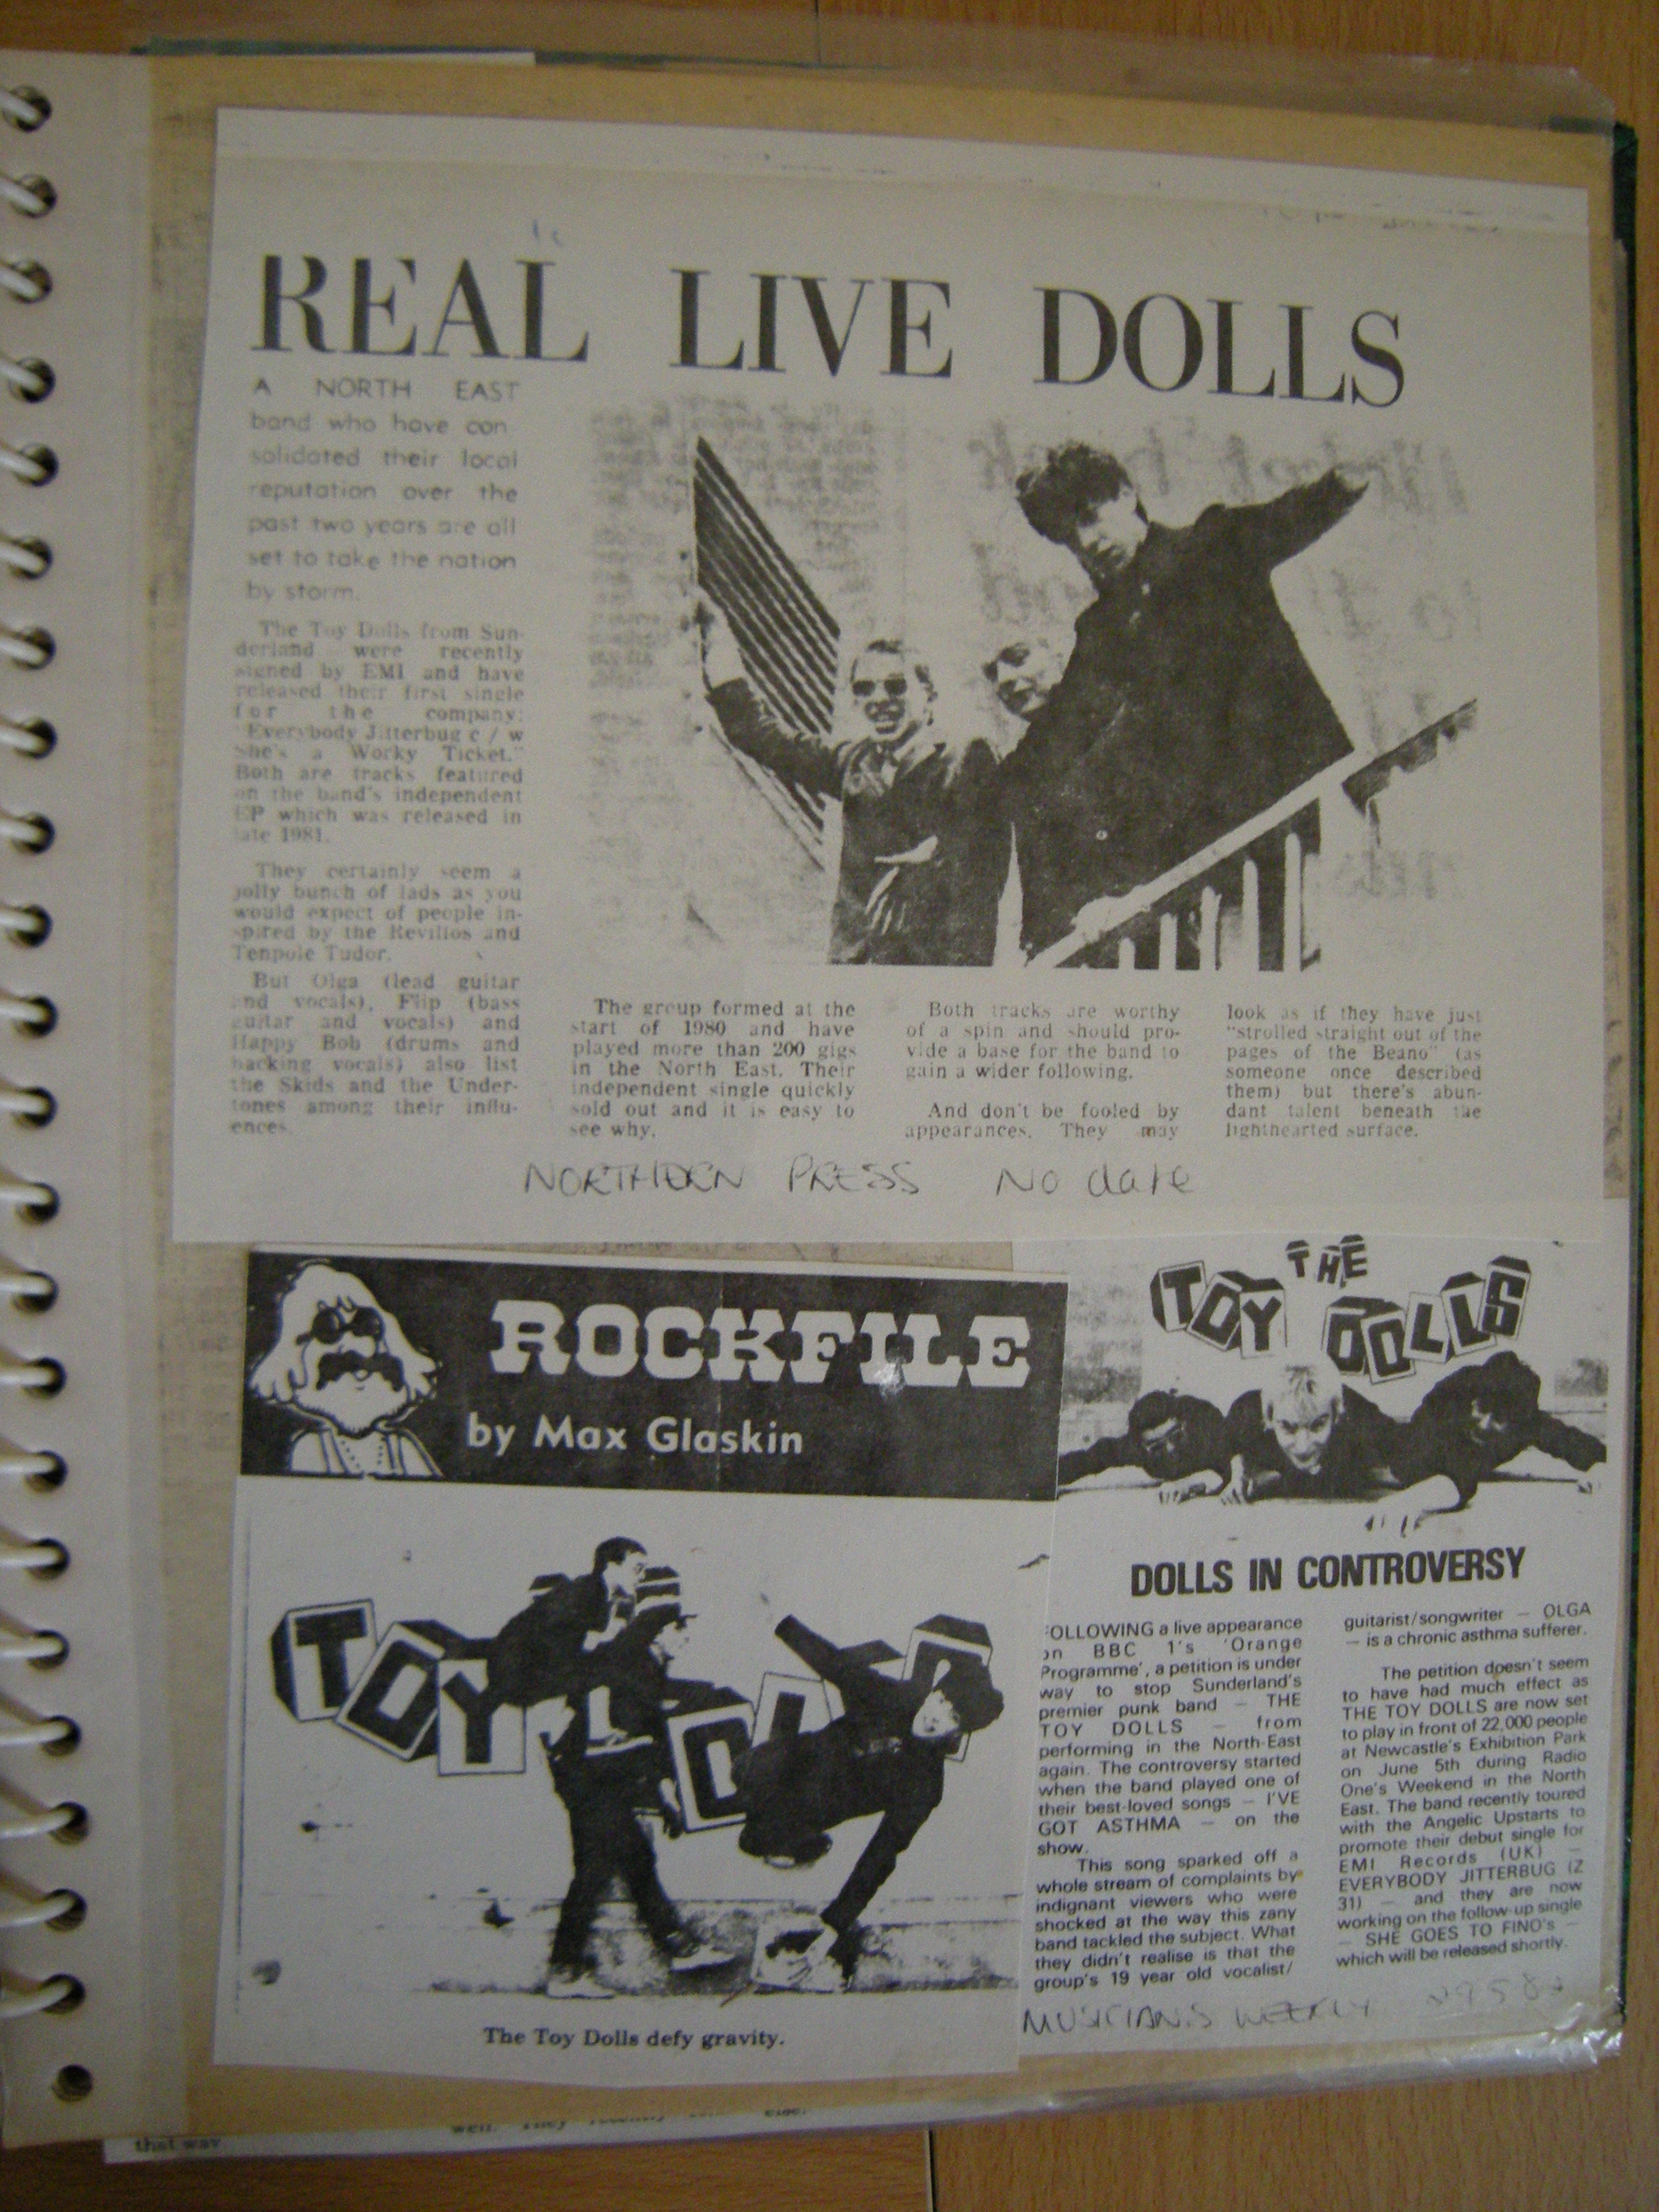 REAL LIVE DOLLS
A NORTH EAST
band who have con-
solidated their local
reputation over the
past two years are all
set to take the nation
by storm.
The Toy Dolls from Sun-
derland were recently
signed by EMI and have
released their first single
for the company:
"Everybody Jitterbug c / w
She's a Worky Ticket."
Both are tracks featured
on the band's independent
EP which was released in
late 1981.
They certainly seem a
jolly bunch of lads as you
would expect of people in-
spired by the Revillos and
Tenpole Tudor.
But Olga (lead guitar
and vocals), Flip (bass
guitar and vocals) and
Happy Bob (drums and
backing vocals) also list
the Skids and the Under-
tones among their influ-
ences.
The group formed at the
start of 1980 and have
played more than 200 gigs
in the North East. Their
independent single quickly
sold out and it is easy to
see why.
Both tracks are worthy
of a spin and should pro-
vide a base for the band to
gain a wider following.
And don't be fooled by
appearances. They may
look as if they have just
"strolled straight out of the
pages of the Beano" (as
someone once described
them) but there's abun-
dant talent beneath the
lighthearted surface.
NORTHERN PRESS No date
ROCKFILE
by Max Glaskin
TOY DOL
The Toy Dolls defy gravity.
THE
TOY DOLLS
DOLLS IN CONTROVERSY
FOLLOWING a live appearance
on BBC 1's 'Orange
Programme', a petition is under
way to stop Sunderland's
premier punk band — THE
TOY DOLLS — from
performing in the North-East
again. The controversy started
when the band played one of
their best-loved songs — I'VE
GOT ASTHMA — on the
show.
This song sparked off a
whole stream of complaints by
indignant viewers who were
shocked at the way this zany
band tackled the subject. What
they didn't realise is that the
group's 19 year old vocalist/
guitarist/songwriter — OLGA
— is a chronic asthma sufferer.
The petition doesn't seem
to have had much effect as
THE TOY DOLLS are now set
to play in front of 22,000 people
at Newcastle's Exhibition Park
on June 5th during Radio
One's Weekend in the North
East. The band recently toured
with the Angelic Upstarts to
promote their debut single for
EMI Records (UK) —
EVERYBODY JITTERBUG (Z
31) — and they are now
working on the follow-up single
— SHE GOES TO FINO's —
which will be released shortly.
MUSICIANS WEEKLY
that way
well. They recently else.